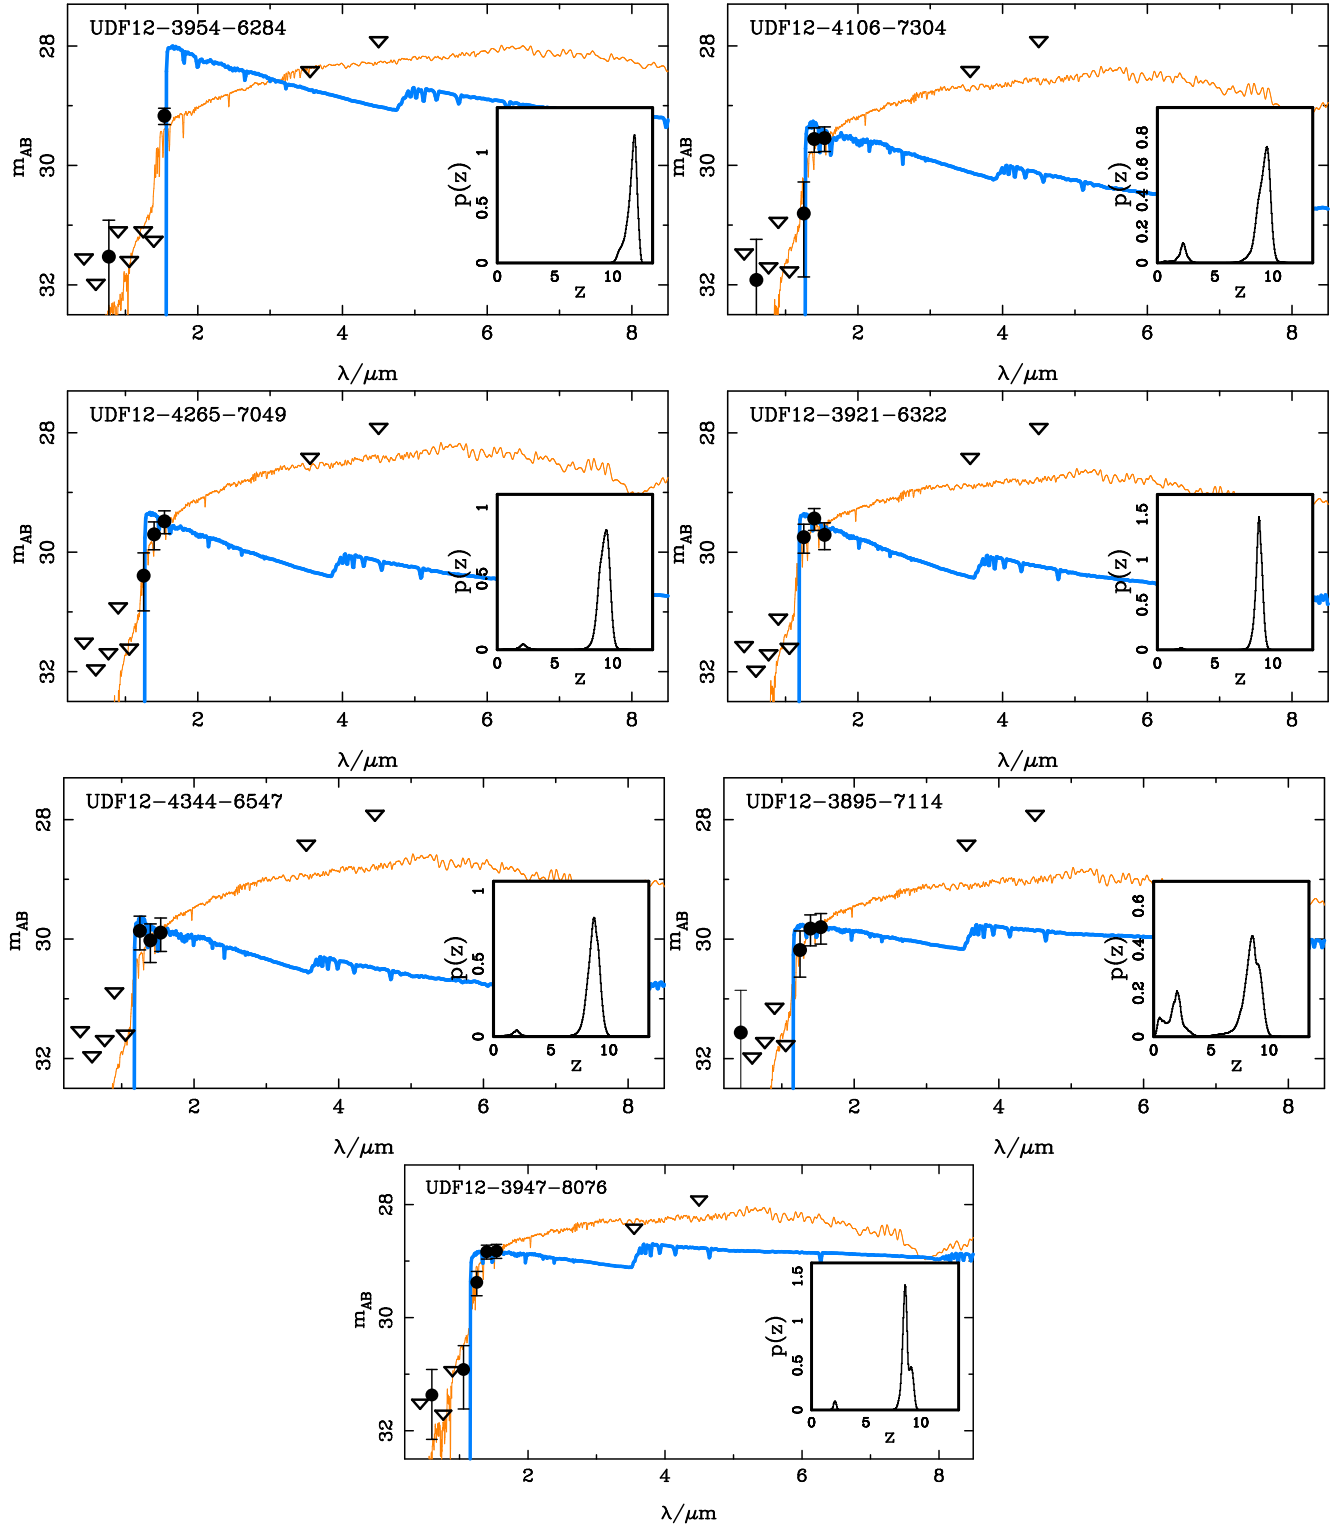 UDF12-3954-6284
m_AB
28
30
32
2 4 6 8
λ/μm
p(z)
0 0.5 1
0 5 10
z
UDF12-4106-7304
m_AB
28
30
32
2 4 6 8
λ/μm
p(z)
0 0.2 0.4 0.6 0.8
0 5 10
z
UDF12-4265-7049
m_AB
28
30
32
2 4 6 8
λ/μm
p(z)
0 0.5 1
0 5 10
z
UDF12-3921-6322
m_AB
28
30
32
2 4 6 8
λ/μm
p(z)
0 0.5 1 1.5
0 5 10
z
UDF12-4344-6547
m_AB
28
30
32
2 4 6 8
λ/μm
p(z)
0 0.5 1
0 5 10
z
UDF12-3895-7114
m_AB
28
30
32
2 4 6 8
λ/μm
p(z)
0 0.2 0.4 0.6
0 5 10
z
UDF12-3947-8076
m_AB
28
30
32
2 4 6 8
λ/μm
p(z)
0 0.5 1 1.5
0 5 10
z